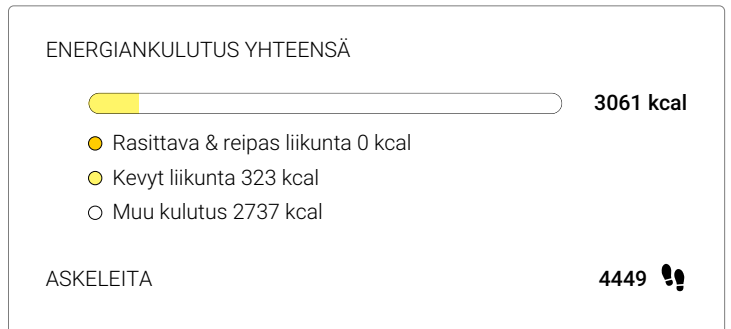 ENERGIANKULUTUS YHTEENSÄ
3061 kcal
Rasittava & reipas liikunta 0 kcal
Kevyt liikunta 323 kcal
Muu kulutus 2737 kcal
ASKELEITA 4449